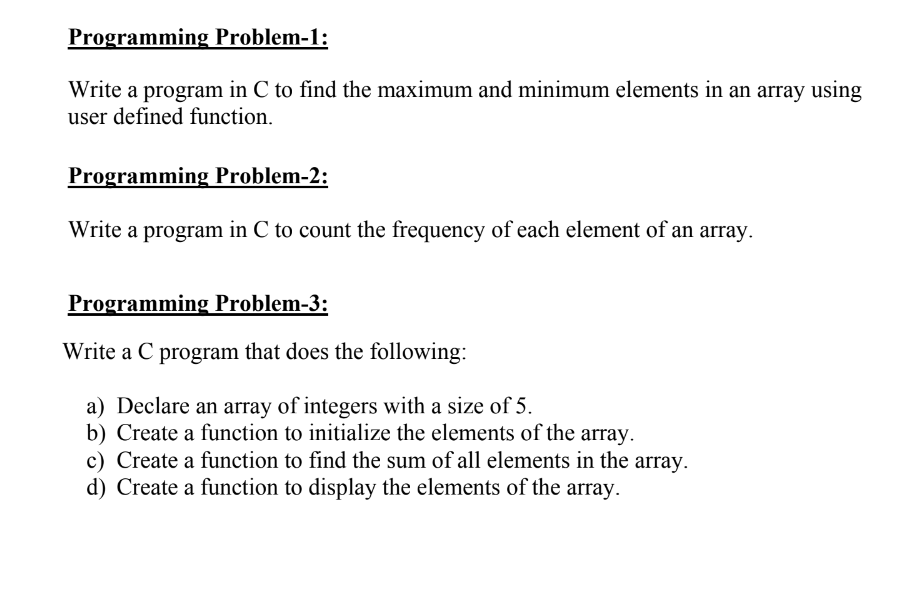 Programming Problem-1:
Write a program in C to find the maximum and minimum elements in an array using
user defined function.
Programming Problem-2:
Write a program in C to count the frequency of each element of an array.
Programming Problem-3:
Write a C program that does the following:
a) Declare an array of integers with a size of 5.
b) Create a function to initialize the elements of the array.
c) Create a function to find the sum of all elements in the array.
d) Create a function to display the elements of the array.